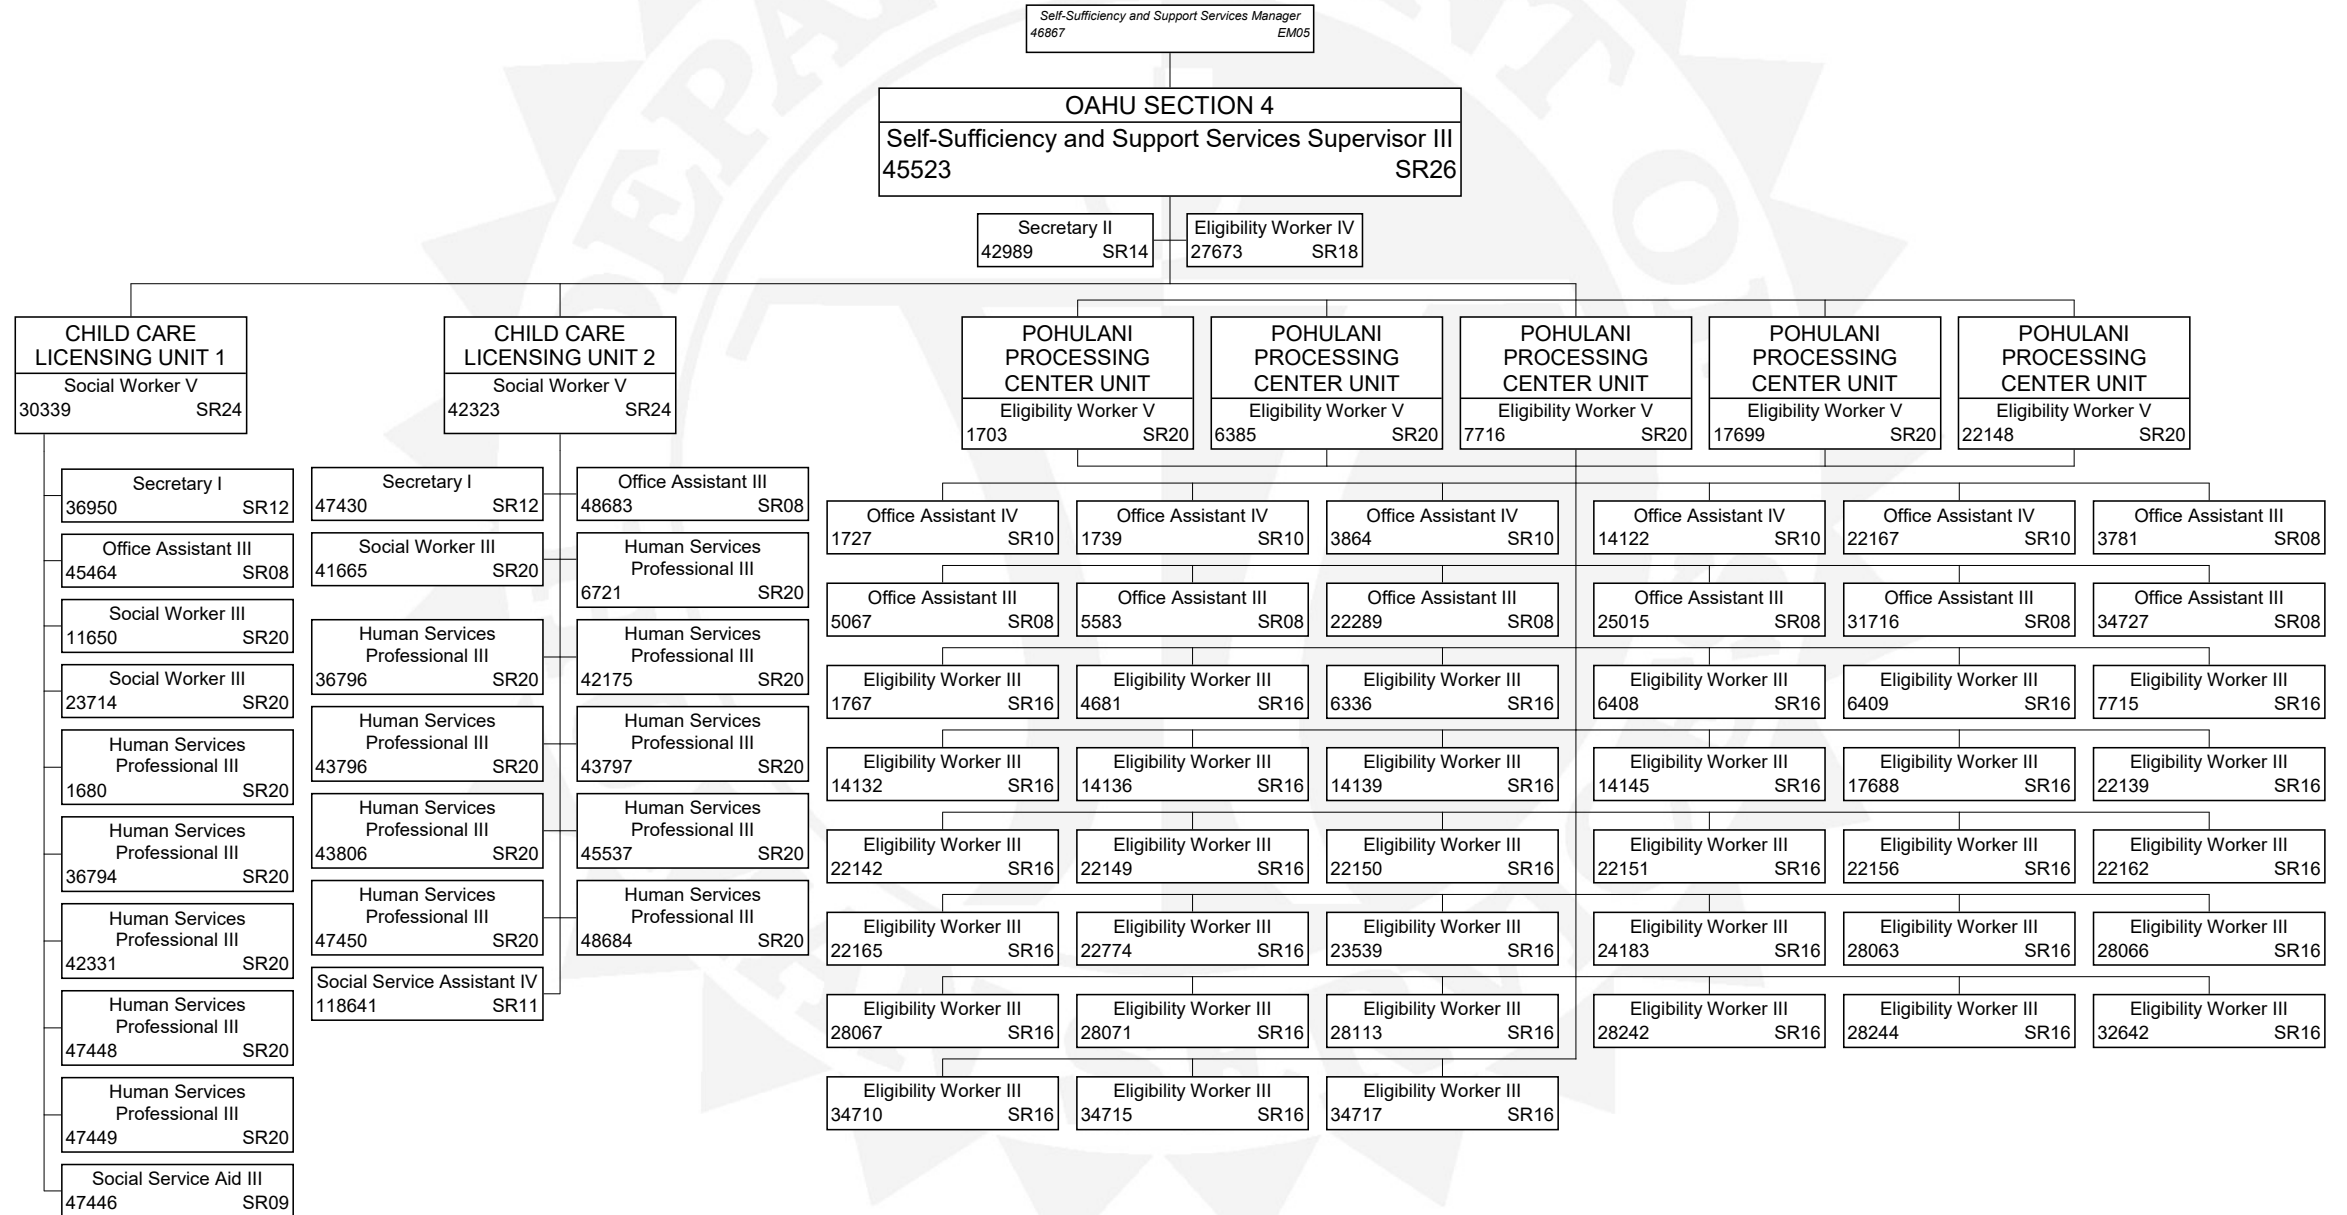 Self-Sufficiency and Support Services Manager
46867 EM05
OAHU SECTION 4
Self-Sufficiency and Support Services Supervisor III
45523 SR26
Secretary II
42989 SR14
Eligibility Worker IV
27673 SR18
CHILD CARE
LICENSING UNIT 1
Social Worker V
30339 SR24
Secretary I
36950 SR12
Office Assistant III
45464 SR08
Social Worker III
11650 SR20
Social Worker III
23714 SR20
Human Services
Professional III
1680 SR20
Human Services
Professional III
36794 SR20
Human Services
Professional III
42331 SR20
Human Services
Professional III
47448 SR20
Human Services
Professional III
47449 SR20
Social Service Aid III
47446 SR09
CHILD CARE
LICENSING UNIT 2
Social Worker V
42323 SR24
Secretary I
47430 SR12
Office Assistant III
48683 SR08
Social Worker III
41665 SR20
Human Services
Professional III
6721 SR20
Human Services
Professional III
36796 SR20
Human Services
Professional III
42175 SR20
Human Services
Professional III
43796 SR20
Human Services
Professional III
43797 SR20
Human Services
Professional III
43806 SR20
Human Services
Professional III
45537 SR20
Human Services
Professional III
47450 SR20
Human Services
Professional III
48684 SR20
Social Service Assistant IV
118641 SR11
POHULANI
PROCESSING
CENTER UNIT
Eligibility Worker V
1703 SR20
POHULANI
PROCESSING
CENTER UNIT
Eligibility Worker V
6385 SR20
POHULANI
PROCESSING
CENTER UNIT
Eligibility Worker V
7716 SR20
POHULANI
PROCESSING
CENTER UNIT
Eligibility Worker V
17699 SR20
POHULANI
PROCESSING
CENTER UNIT
Eligibility Worker V
22148 SR20
Office Assistant IV
1727 SR10
Office Assistant IV
1739 SR10
Office Assistant IV
3864 SR10
Office Assistant IV
14122 SR10
Office Assistant IV
22167 SR10
Office Assistant III
3781 SR08
Office Assistant III
5067 SR08
Office Assistant III
5583 SR08
Office Assistant III
22289 SR08
Office Assistant III
25015 SR08
Office Assistant III
31716 SR08
Office Assistant III
34727 SR08
Eligibility Worker III
1767 SR16
Eligibility Worker III
4681 SR16
Eligibility Worker III
6336 SR16
Eligibility Worker III
6408 SR16
Eligibility Worker III
6409 SR16
Eligibility Worker III
7715 SR16
Eligibility Worker III
14132 SR16
Eligibility Worker III
14136 SR16
Eligibility Worker III
14139 SR16
Eligibility Worker III
14145 SR16
Eligibility Worker III
17688 SR16
Eligibility Worker III
22139 SR16
Eligibility Worker III
22142 SR16
Eligibility Worker III
22149 SR16
Eligibility Worker III
22150 SR16
Eligibility Worker III
22151 SR16
Eligibility Worker III
22156 SR16
Eligibility Worker III
22162 SR16
Eligibility Worker III
22165 SR16
Eligibility Worker III
22774 SR16
Eligibility Worker III
23539 SR16
Eligibility Worker III
24183 SR16
Eligibility Worker III
28063 SR16
Eligibility Worker III
28066 SR16
Eligibility Worker III
28067 SR16
Eligibility Worker III
28071 SR16
Eligibility Worker III
28113 SR16
Eligibility Worker III
28242 SR16
Eligibility Worker III
28244 SR16
Eligibility Worker III
32642 SR16
Eligibility Worker III
34710 SR16
Eligibility Worker III
34715 SR16
Eligibility Worker III
34717 SR16